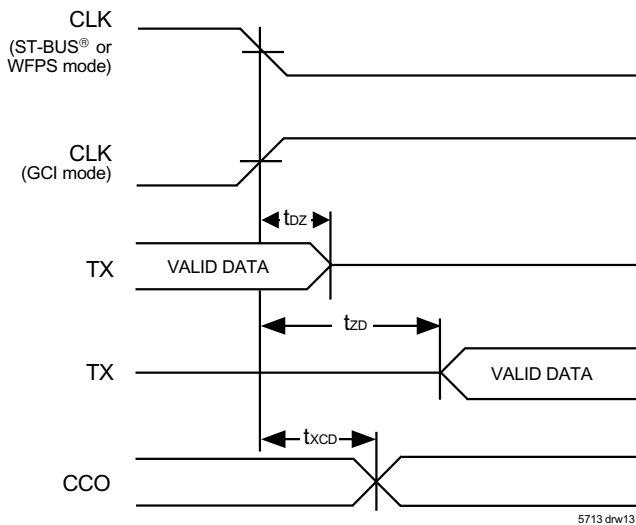 CLK
(ST-BUS® or
WFPS mode)
CLK
(GCI mode)
tDZ
TX
VALID DATA
tZD
TX
VALID DATA
tXCD
CCO
5713 drw13